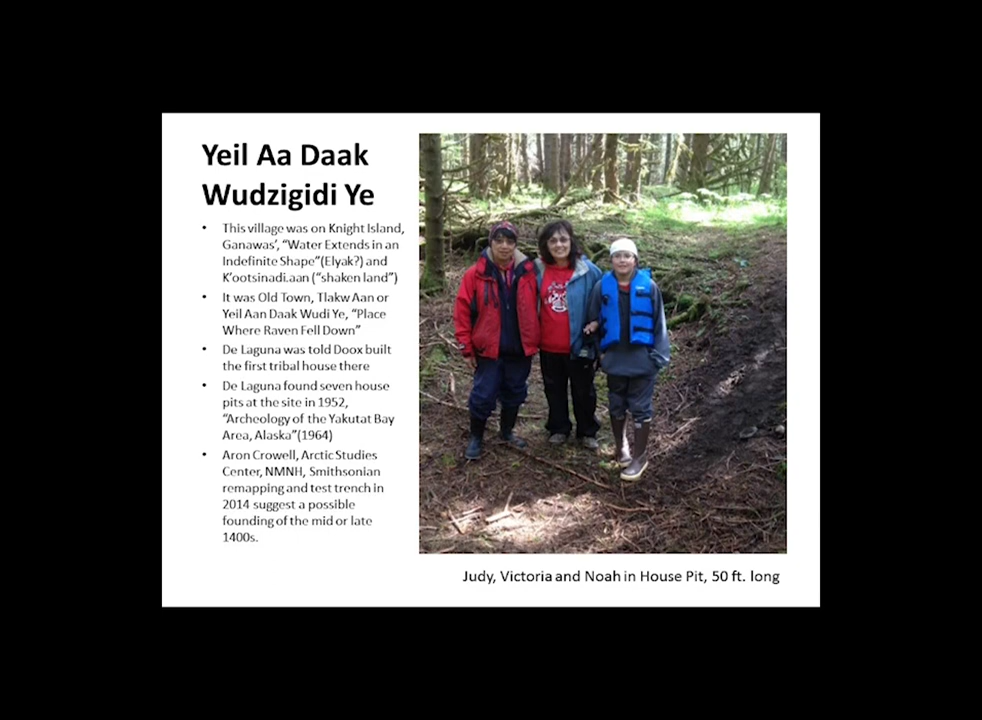 Yeil Aa Daak
Wudzigidi Ye
• This village was on Knight Island,
Ganawas’, “Water Extends in an
Indefinite Shape”(Elyak?) and
K’ootsinadi.aan (“shaken land”)
• It was Old Town, Tlakw Aan or
Yeil Aan Daak Wudi Ye, “Place
Where Raven Fell Down”
• De Laguna was told Doox built
the first tribal house there
• De Laguna found seven house
pits at the site in 1952,
“Archeology of the Yakutat Bay
Area, Alaska”(1964)
• Aron Crowell, Arctic Studies
Center, NMNH, Smithsonian
remapping and test trench in
2014 suggest a possible
founding of the mid or late
1400s.
Judy, Victoria and Noah in House Pit, 50 ft. long